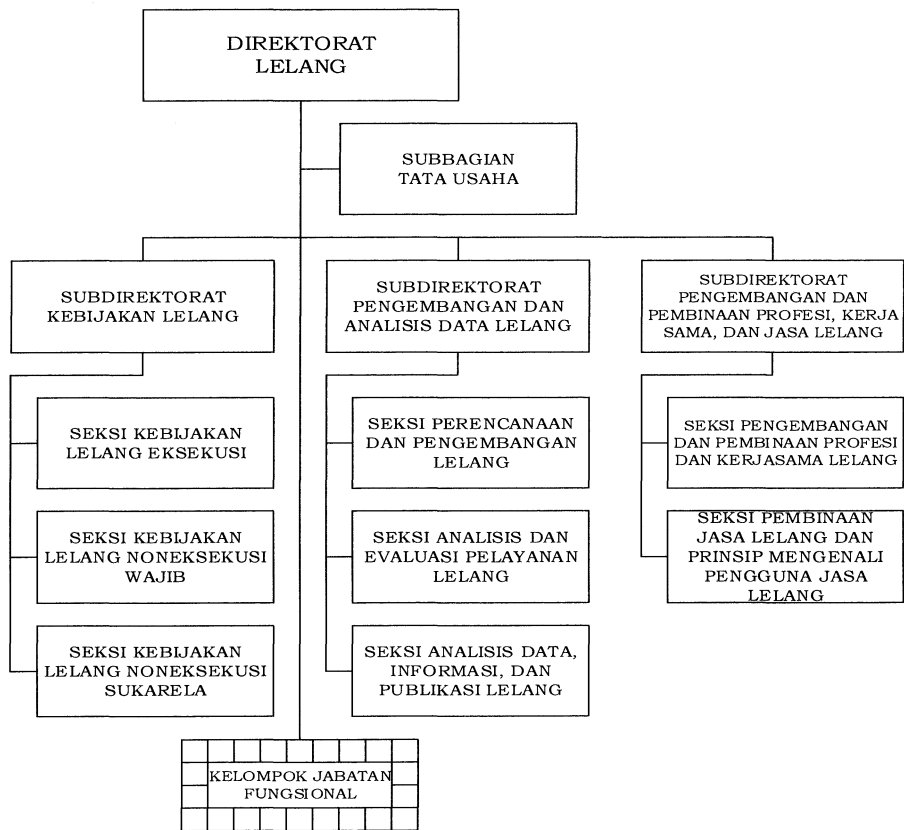 DIREKTORAT
LELANG
SUBBAGIAN
TATA USAHA
SUBDIREKTORAT
KEBIJAKAN LELANG
SEKSI KEBIJAKAN
LELANG EKSEKUSI
SEKSI KEBIJAKAN
LELANG NONEKSEKUSI
WAJIB
SEKSI KEBIJAKAN
LELANG NONEKSEKUSI
SUKARELA
SUBDIREKTORAT
PENGEMBANGAN DAN
ANALISIS DATA LELANG
SEKSI PERENCANAAN
DAN PENGEMBANGAN
LELANG
SEKSI ANALISIS DAN
EVALUASI PELAYANAN
LELANG
SEKSI ANALISIS DATA,
INFORMASI, DAN
PUBLIKASI LELANG
SUBDIREKTORAT
PENGEMBANGAN DAN
PEMBINAAN PROFESI, KERJA
SAMA, DAN JASA LELANG
SEKSI PENGEMBANGAN
DAN PEMBINAAN PROFESI
DAN KERJASAMA LELANG
SEKSI PEMBINAAN
JASA LELANG DAN
PRINSIP MENGENALI
PENGGUNA JASA
LELANG
KELOMPOK JABATAN
FUNGSIONAL